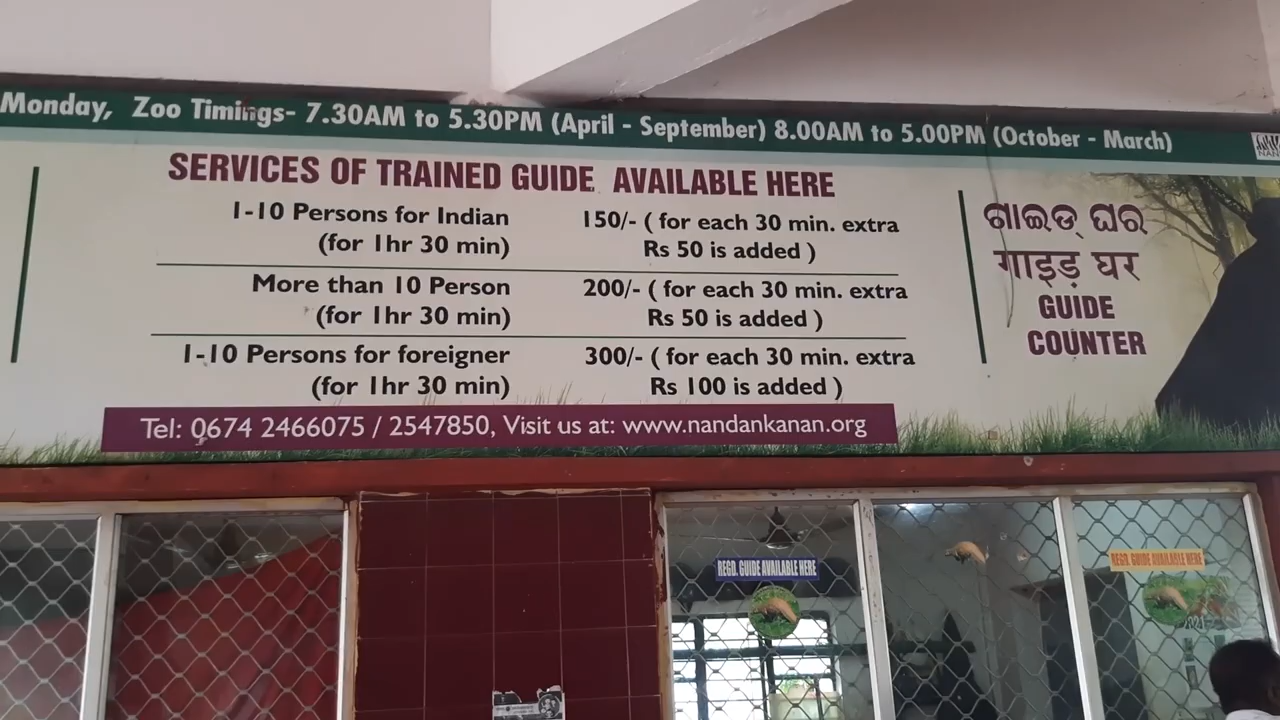 Monday, Zoo Timings- 7.30AM to 5.30PM (April - September) 8.00AM to 5.00PM (October - March)
SERVICES OF TRAINED GUIDE AVAILABLE HERE
1-10 Persons for Indian 150/- ( for each 30 min. extra
(for 1hr 30 min) Rs 50 is added )
More than 10 Person 200/- ( for each 30 min. extra
(for 1hr 30 min) Rs 50 is added )
1-10 Persons for foreigner 300/- ( for each 30 min. extra
(for 1hr 30 min) Rs 100 is added )
Tel: 0674 2466075 / 2547850, Visit us at: www.nandankanan.org
ଗାଇଡ୍ ଘର
गाइड़ घर
GUIDE
COUNTER
REGD. GUIDE AVAILABLE HERE
REGD. GUIDE AVAILABLE HERE